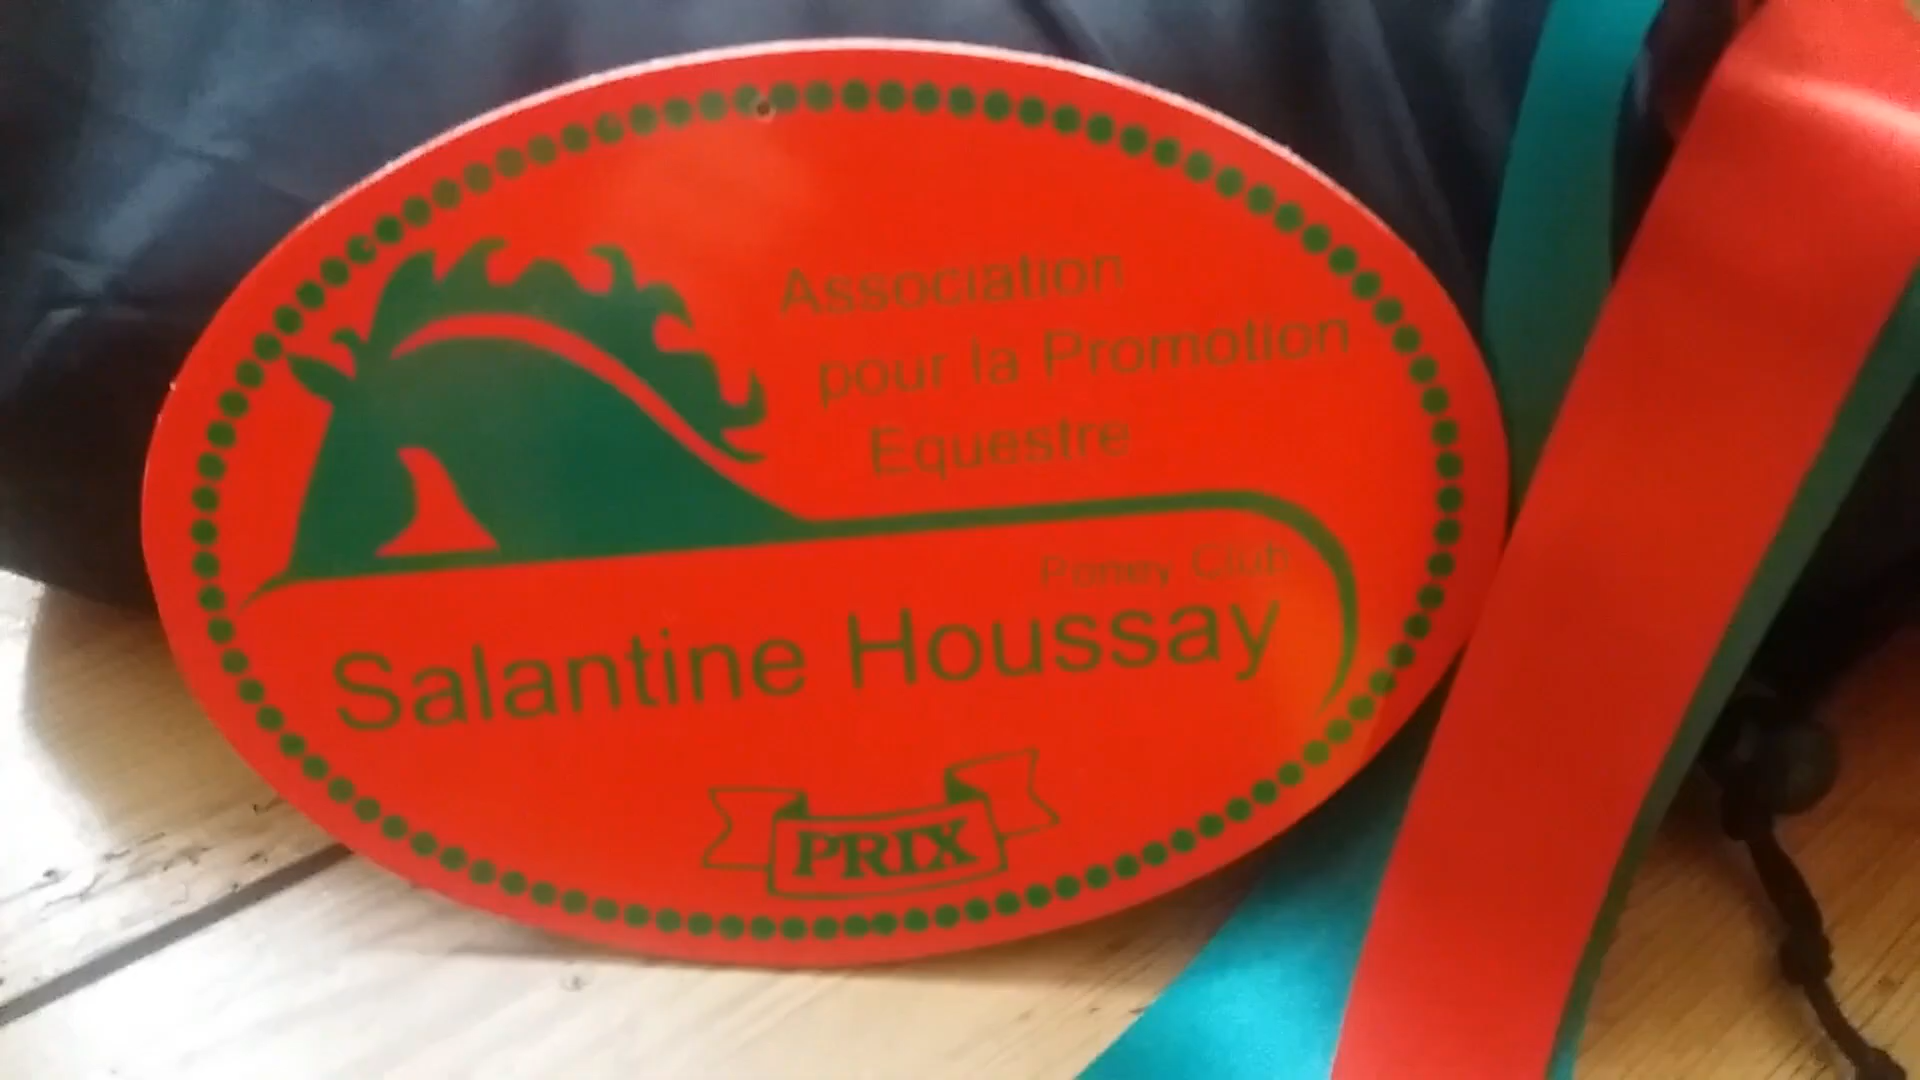 Association
pour la Promotion
Equestre
Poney Club
Salantine Houssay
PRIX